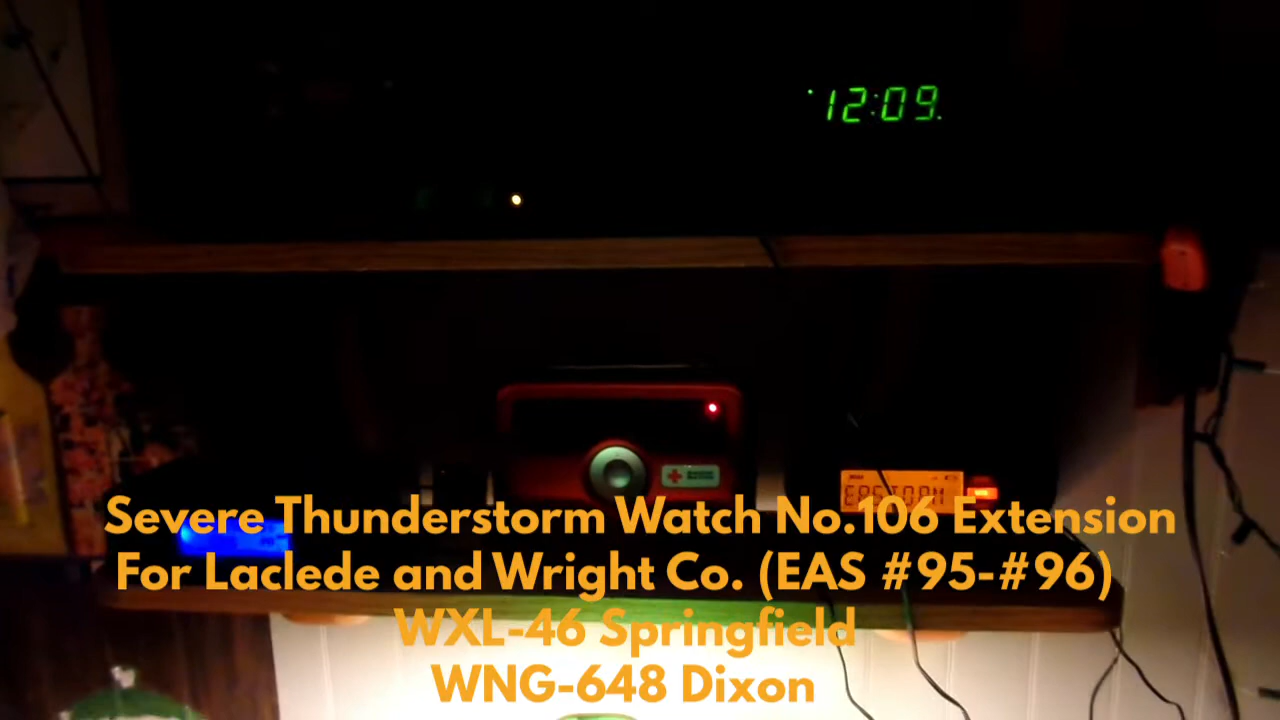 12:09
Severe Thunderstorm Watch No.106 Extension
For Laclede and Wright Co. (EAS #95-#96)
WXL-46 Springfield
WNG-648 Dixon